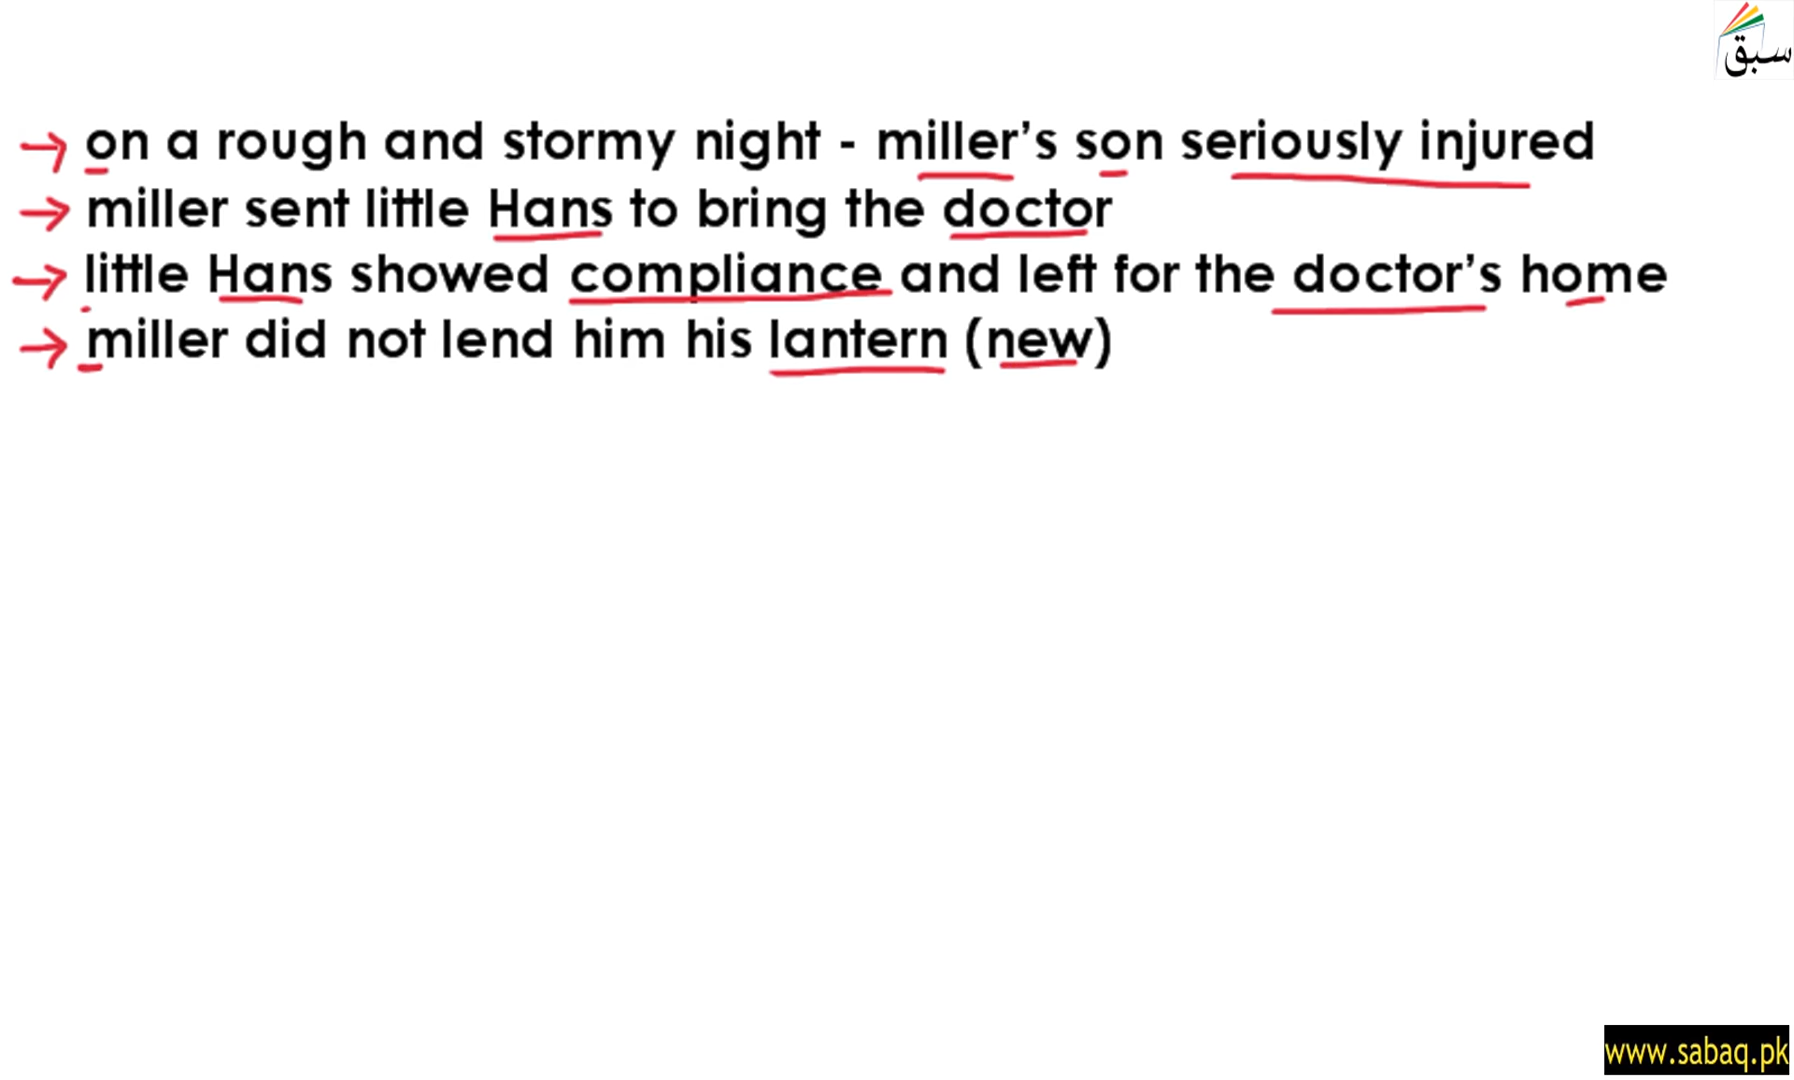 سبق
on a rough and stormy night - miller's son seriously injured
miller sent little Hans to bring the doctor
little Hans showed compliance and left for the doctor's home
miller did not lend him his lantern (new)
www.sabaq.pk